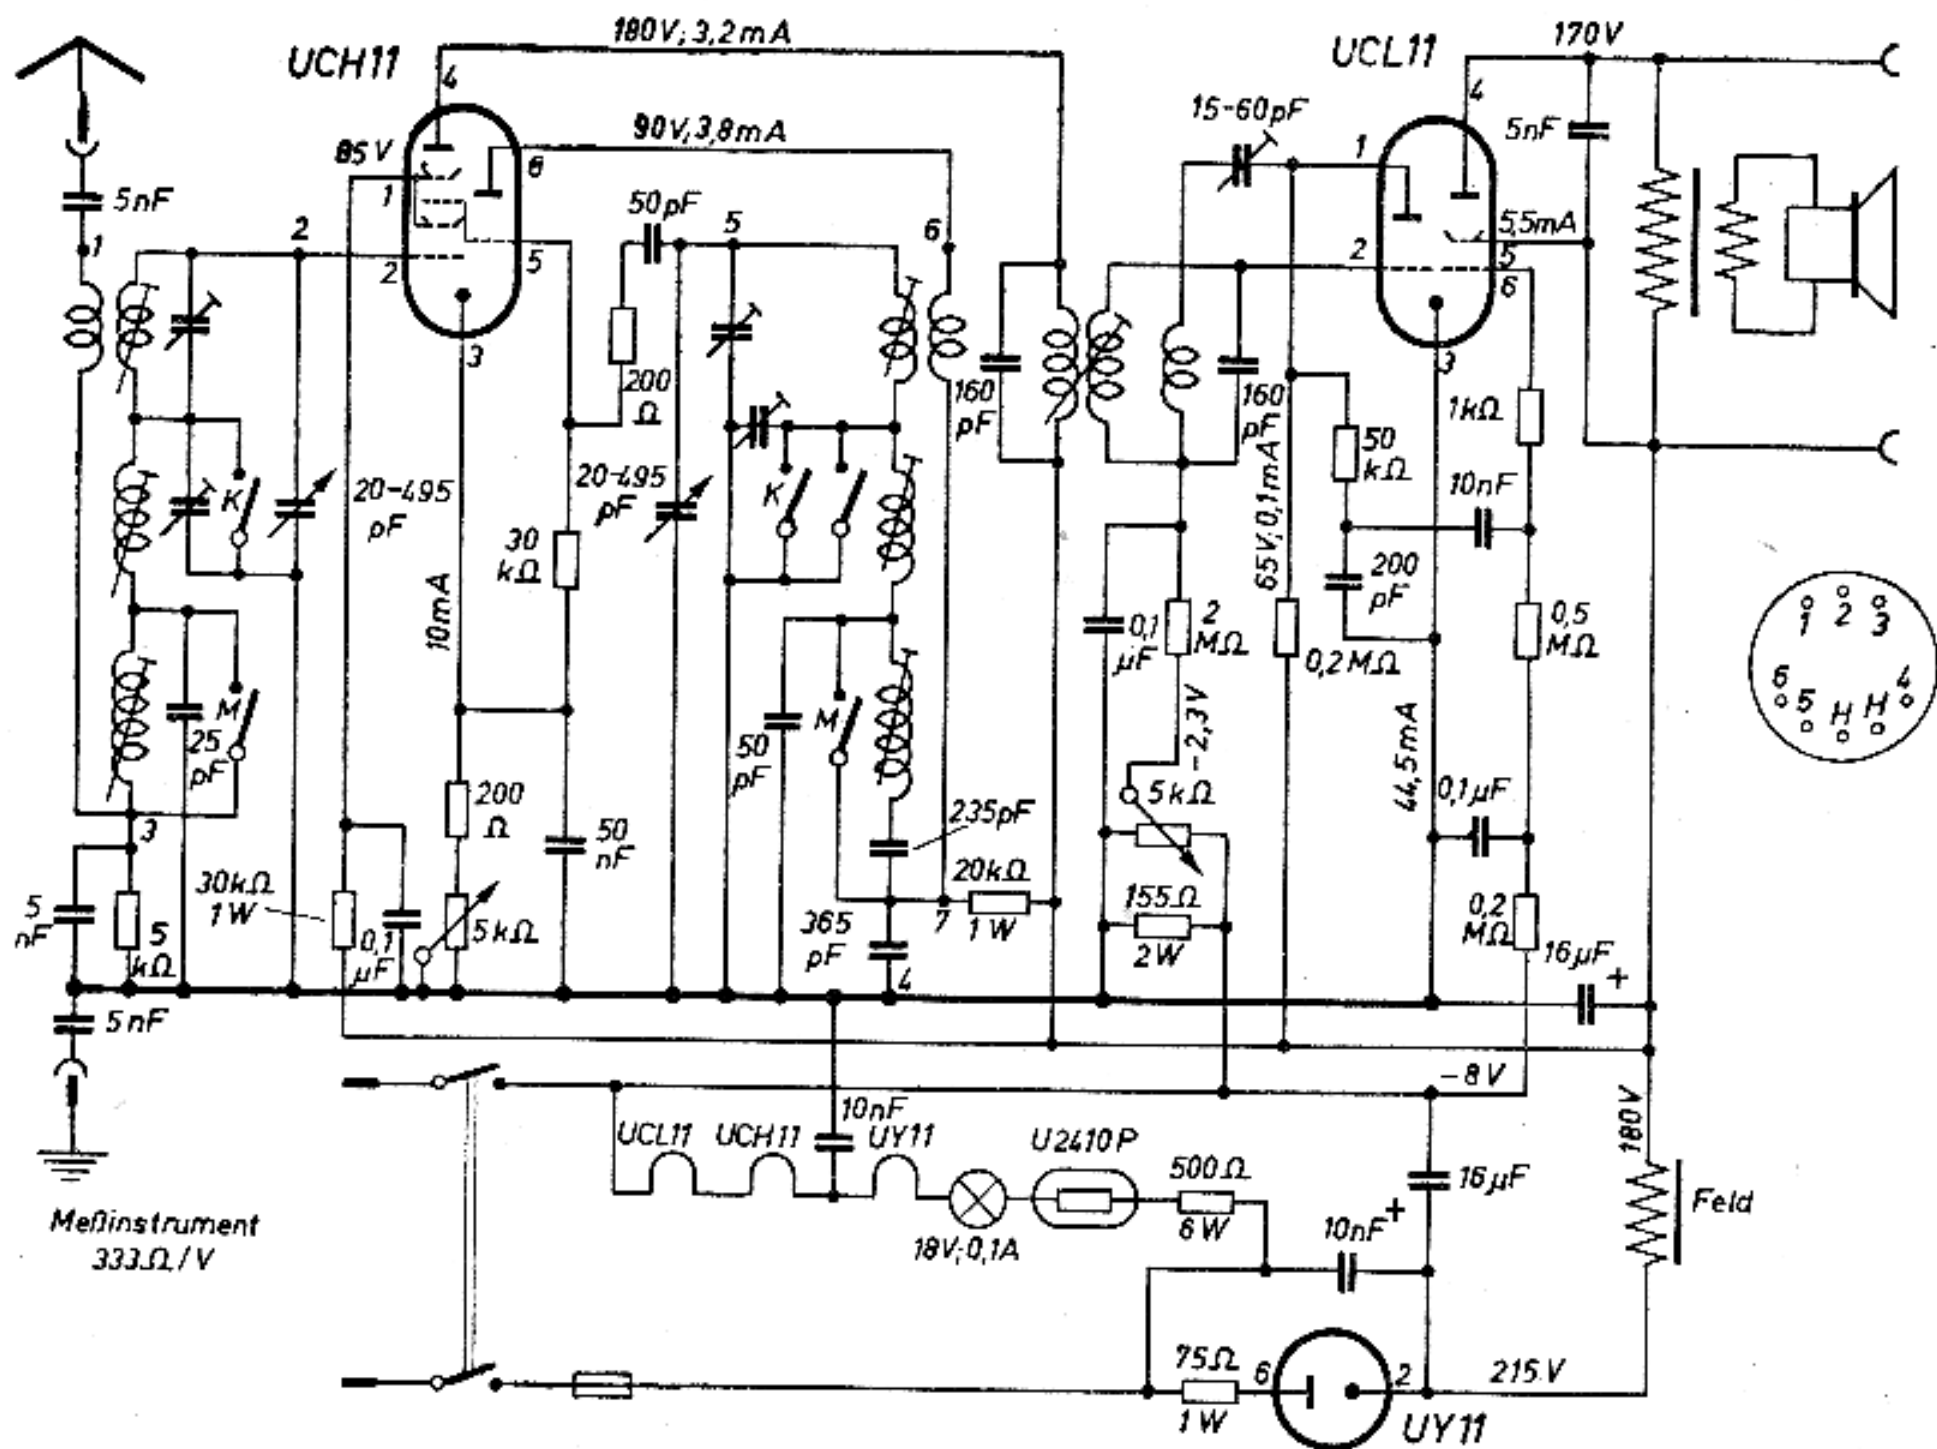 180V; 3,2mA
UCH11
UCL11
170V
4
4
15-60pF
5nF
90V, 3,8mA
85V
1
6
1
5nF
50pF
5,5mA
1
2
5
6
2
5
2
5
6
3
3
200
Ω
160
pF
160
pF
1kΩ
50
kΩ
K
20-495
pF
20-495
pF
K
65V; 0,1mA
10nF
30
kΩ
10mA
200
pF
0,1
µF
2
MΩ
0,2MΩ
0,5
MΩ
1 2 3
6 5 H H 4
M
25
pF
50
pF
M
-2,3V
44,5mA
3
200
Ω
50
nF
235pF
5kΩ
0,1µF
30kΩ
1W
20kΩ
1W
155Ω
2W
0,2
MΩ
5
nF
5
kΩ
0,1
µF
5kΩ
365
pF
7
16µF
+
4
5nF
-8V
10nF
180V
UCL11
UCH11
UY11
U2410P
500Ω
6W
16µF
Feld
Meßinstrument
333Ω/V
18V; 0,1A
10nF
+
75Ω
1W
6
2
215V
UY11